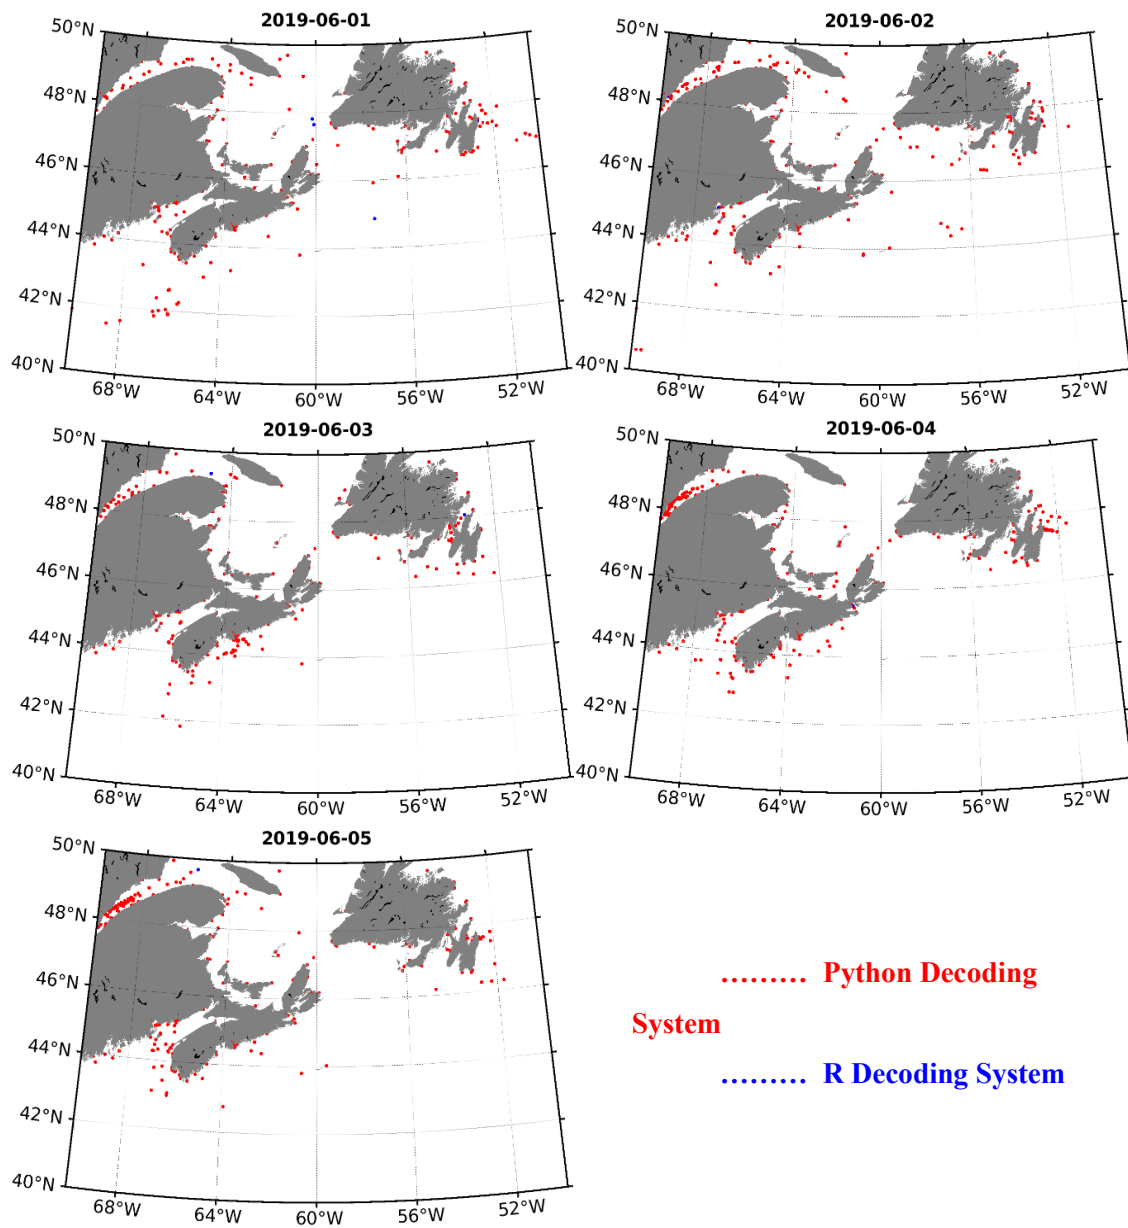 2019-06-01
50°N
48°N
46°N
44°N
42°N
40°N
68°W 64°W 60°W 56°W 52°W
2019-06-02
50°N
48°N
46°N
44°N
42°N
40°N
68°W 64°W 60°W 56°W 52°W
2019-06-03
50°N
48°N
46°N
44°N
42°N
40°N
68°W 64°W 60°W 56°W 52°W
2019-06-04
50°N
48°N
46°N
44°N
42°N
40°N
68°W 64°W 60°W 56°W 52°W
2019-06-05
50°N
48°N
46°N
44°N
42°N
40°N
68°W 64°W 60°W 56°W 52°W
......... Python Decoding
System
......... R Decoding System